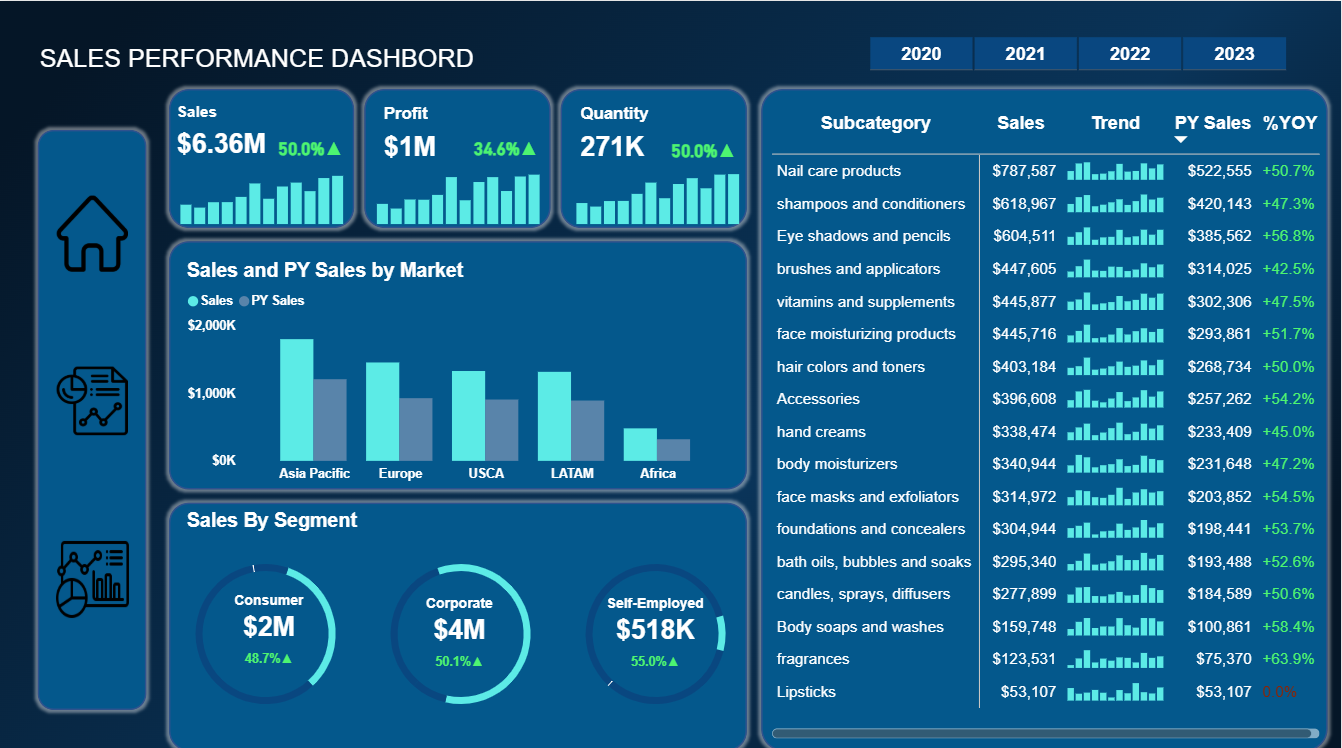 SALES PERFORMANCE DASHBORD
2020 2021 2022 2023
Sales
$6.36M 50.0%▲
Profit
$1M 34.6%▲
Quantity
271K 50.0%▲
Sales and PY Sales by Market
Sales PY Sales
$2,000K
$1,000K
$0K
Asia Pacific Europe USCA LATAM Africa
Sales By Segment
Consumer
$2M
48.7%▲
Corporate
$4M
50.1%▲
Self-Employed
$518K
55.0%▲
Subcategory Sales Trend PY Sales %YOY
Nail care products $787,587 $522,555 +50.7%
shampoos and conditioners $618,967 $420,143 +47.3%
Eye shadows and pencils $604,511 $385,562 +56.8%
brushes and applicators $447,605 $314,025 +42.5%
vitamins and supplements $445,877 $302,306 +47.5%
face moisturizing products $445,716 $293,861 +51.7%
hair colors and toners $403,184 $268,734 +50.0%
Accessories $396,608 $257,262 +54.2%
hand creams $338,474 $233,409 +45.0%
body moisturizers $340,944 $231,648 +47.2%
face masks and exfoliators $314,972 $203,852 +54.5%
foundations and concealers $304,944 $198,441 +53.7%
bath oils, bubbles and soaks $295,340 $193,488 +52.6%
candles, sprays, diffusers $277,899 $184,589 +50.6%
Body soaps and washes $159,748 $100,861 +58.4%
fragrances $123,531 $75,370 +63.9%
Lipsticks $53,107 $53,107 0.0%